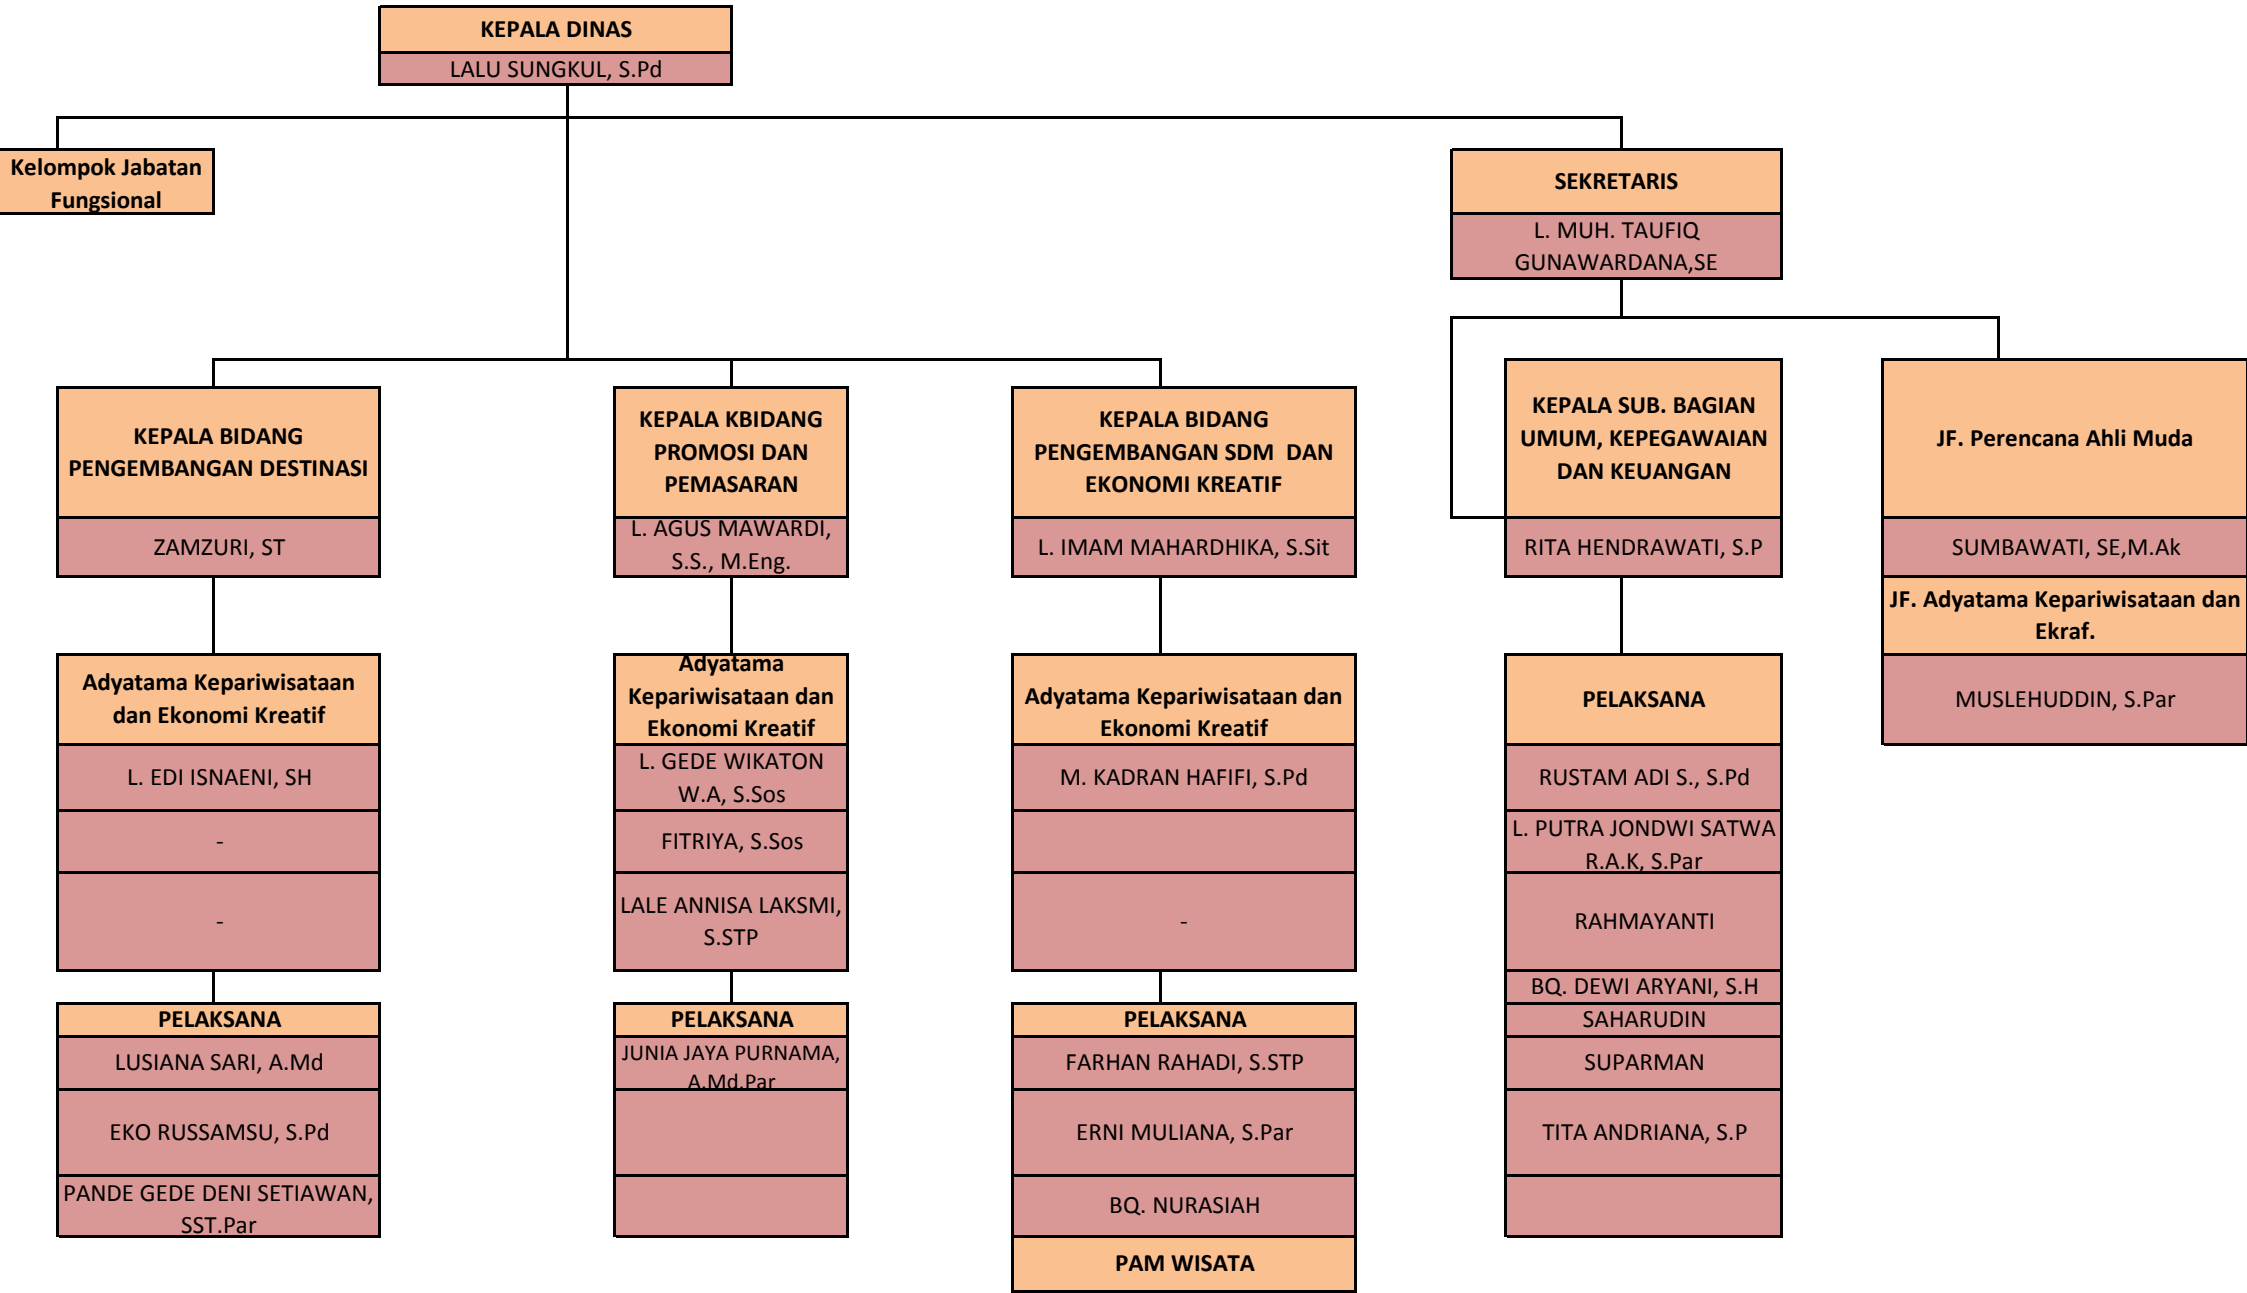 KEPALA DINAS
LALU SUNGKUL, S.Pd
Kelompok Jabatan
Fungsional
SEKRETARIS
L. MUH. TAUFIQ
GUNAWARDANA,SE
KEPALA BIDANG
PENGEMBANGAN DESTINASI
ZAMZURI, ST
KEPALA KBIDANG
PROMOSI DAN
PEMASARAN
L. AGUS MAWARDI,
S.S., M.Eng.
KEPALA BIDANG
PENGEMBANGAN SDM  DAN
EKONOMI KREATIF
L. IMAM MAHARDHIKA, S.Sit
KEPALA SUB. BAGIAN
UMUM, KEPEGAWAIAN
DAN KEUANGAN
RITA HENDRAWATI, S.P
JF. Perencana Ahli Muda
SUMBAWATI, SE,M.Ak
JF. Adyatama Kepariwisataan dan
Ekraf.
MUSLEHUDDIN, S.Par
Adyatama Kepariwisataan
dan Ekonomi Kreatif
L. EDI ISNAENI, SH
-
-
Adyatama
Kepariwisataan dan
Ekonomi Kreatif
L. GEDE WIKATON
W.A, S.Sos
FITRIYA, S.Sos
LALE ANNISA LAKSMI,
S.STP
Adyatama Kepariwisataan dan
Ekonomi Kreatif
M. KADRAN HAFIFI, S.Pd
-
PELAKSANA
RUSTAM ADI S., S.Pd
L. PUTRA JONDWI SATWA
R.A.K, S.Par
RAHMAYANTI
BQ. DEWI ARYANI, S.H
SAHARUDIN
SUPARMAN
TITA ANDRIANA, S.P
PELAKSANA
LUSIANA SARI, A.Md
EKO RUSSAMSU, S.Pd
PANDE GEDE DENI SETIAWAN,
SST.Par
PELAKSANA
JUNIA JAYA PURNAMA,
A.Md.Par
PELAKSANA
FARHAN RAHADI, S.STP
ERNI MULIANA, S.Par
BQ. NURASIAH
PAM WISATA